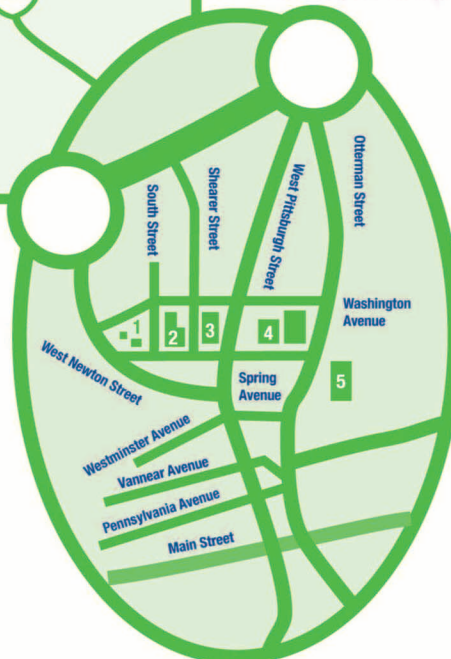 Otterman Street
West Pittsburgh Street
Shearer Street
South Street
Washington
Avenue
1
2
3
4
5
West Newton Street
Spring
Avenue
Westminster Avenue
Vannear Avenue
Pennsylvania Avenue
Main Street